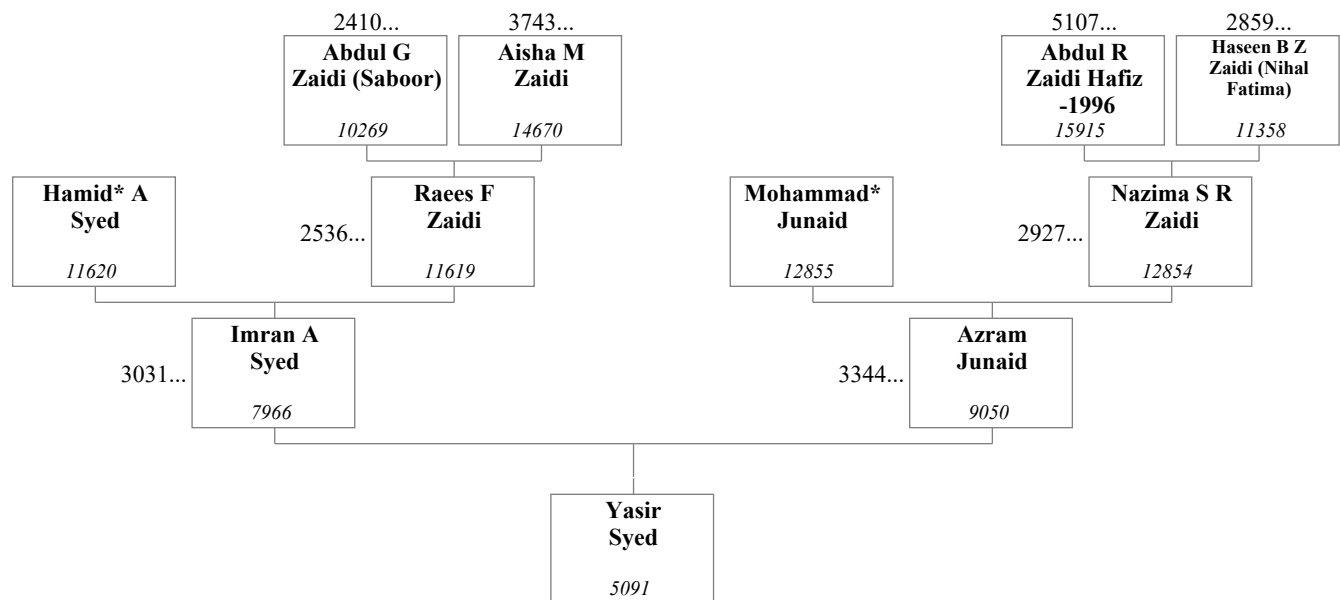 2410...
3743...
5107...
2859...
Abdul G
Zaidi (Saboor)
10269
Aisha M
Zaidi
14670
Abdul R
Zaidi Hafiz
-1996
15915
Haseen B Z
Zaidi (Nihal
Fatima)
11358
Hamid* A
Syed
11620
2536...
Raees F
Zaidi
11619
Mohammad*
Junaid
12855
2927...
Nazima S R
Zaidi
12854
3031...
Imran A
Syed
7966
3344...
Azram
Junaid
9050
Yasir
Syed
5091